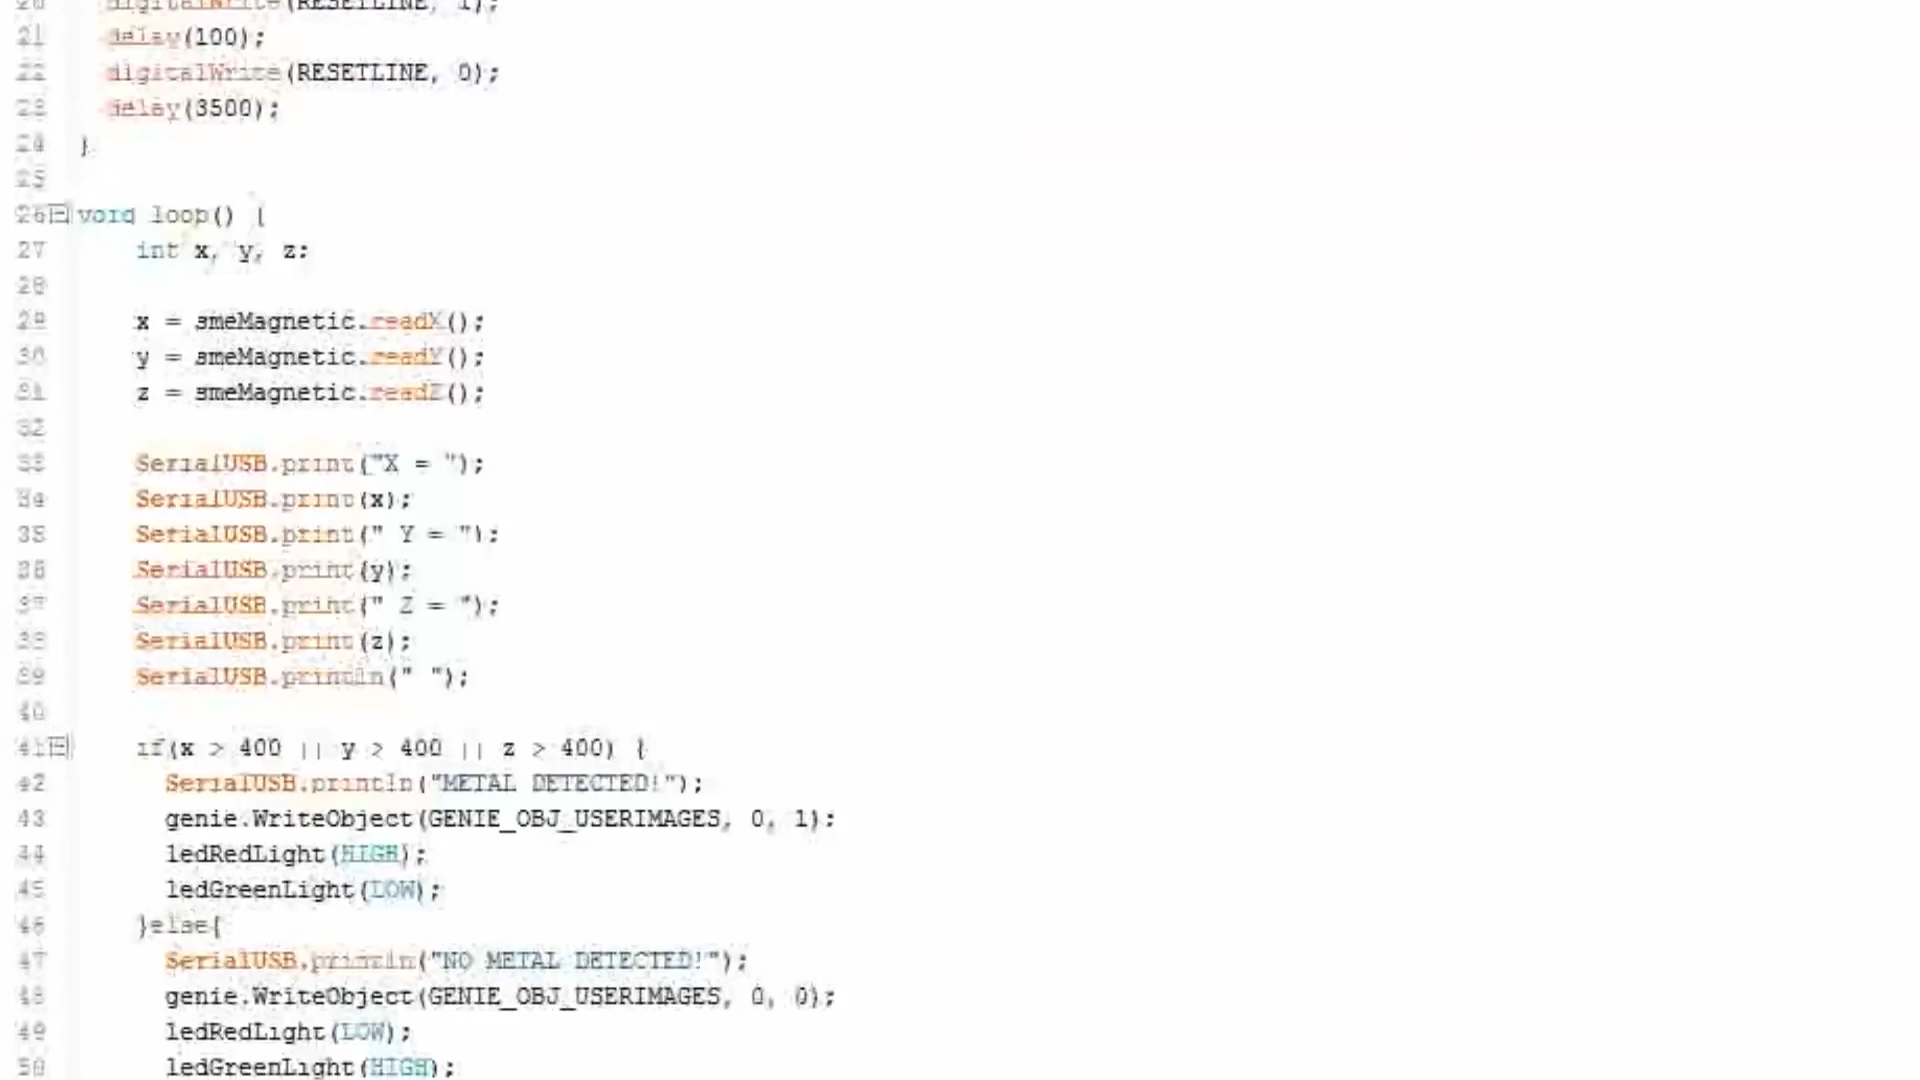 20 digitalWrite(RESETLINE, 1);
21 delay(100);
22 digitalWrite(RESETLINE, 0);
23 delay(3500);
24 }
25
26 void loop() {
27 int x, y, z;
28
29 x = smeMagnetic.readX();
30 y = smeMagnetic.readY();
31 z = smeMagnetic.readZ();
32
33 SerialUSB.print("X = ");
34 SerialUSB.print(x);
35 SerialUSB.print(" Y = ");
36 SerialUSB.print(y);
37 SerialUSB.print(" Z = ");
38 SerialUSB.print(z);
39 SerialUSB.println(" ");
40
41 if(x > 400 || y > 400 || z > 400) {
42 SerialUSB.println("METAL DETECTED!");
43 genie.WriteObject(GENIE_OBJ_USERIMAGES, 0, 1);
44 ledRedLight(HIGH);
45 ledGreenLight(LOW);
46 }else{
47 SerialUSB.println("NO METAL DETECTED!");
48 genie.WriteObject(GENIE_OBJ_USERIMAGES, 0, 0);
49 ledRedLight(LOW);
50 ledGreenLight(HIGH);